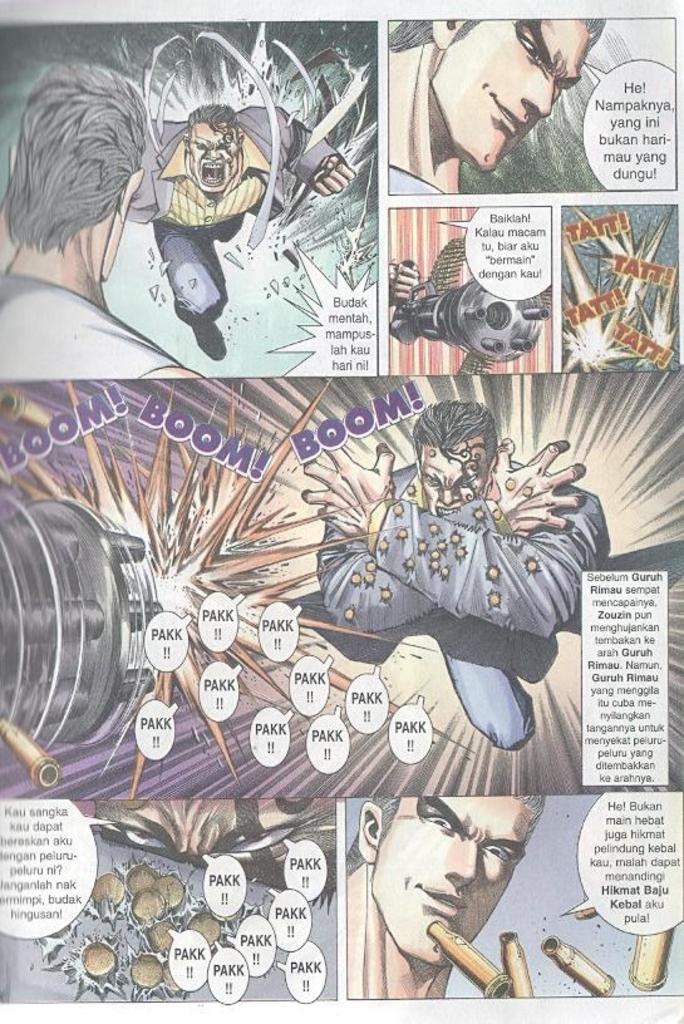 Budak
mentah,
mampus-
lah kau
hari ni!
He!
Nampaknya,
yang ini
bukan hari-
mau yang
dungu!
Baiklah!
Kalau macam
tu, biar aku
"bermain"
dengan kau!
TATT!
TATT!
TATT!
TATT!
BOOM!
BOOM!
BOOM!
PAKK
!!
PAKK
!!
PAKK
!!
PAKK
!!
PAKK
!!
PAKK
!!
PAKK
!!
PAKK
!!
PAKK
!!
PAKK
!!
Sebelum Guruh
Rimau sempat
mencapainya,
Zouzin pun
menghujankan
tembakan ke
arah Guruh
Rimau. Namun,
Guruh Rimau
yang menggila
itu cuba me-
nyilangkan
tangannya untuk
menyekat peluru-
peluru yang
ditembakkan
ke arahnya.
Kau sangka
kau dapat
bereskan aku
dengan peluru-
peluru ni?
Janganlah nak
bermimpi, budak
hingusan!
PAKK
!!
PAKK
!!
PAKK
!!
PAKK
!!
PAKK
!!
PAKK
!!
PAKK
!!
He! Bukan
main hebat
juga hikmat
pelindung kebal
kau, malah dapat
menandingi
Hikmat Baju
Kebal aku
pula!